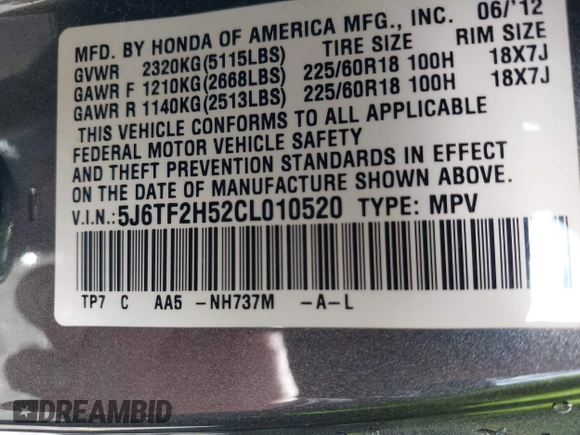 MFD. BY HONDA OF AMERICA MFG., INC. 06/'12
GVWR 2320KG(5115LBS) TIRE SIZE RIM SIZE
GAWR F 1210KG(2668LBS) 225/60R18 100H 18X7J
GAWR R 1140KG(2513LBS) 225/60R18 100H 18X7J
THIS VEHICLE CONFORMS TO ALL APPLICABLE
FEDERAL MOTOR VEHICLE SAFETY
AND THEFT PREVENTION STANDARDS IN EFFECT
ON THE DATE OF MANUFACTURE SHOWN ABOVE.
V.I.N.:5J6TF2H52CL010520 TYPE: MPV
TP7 C AA5 -NH737M -A-L
DREAMBID